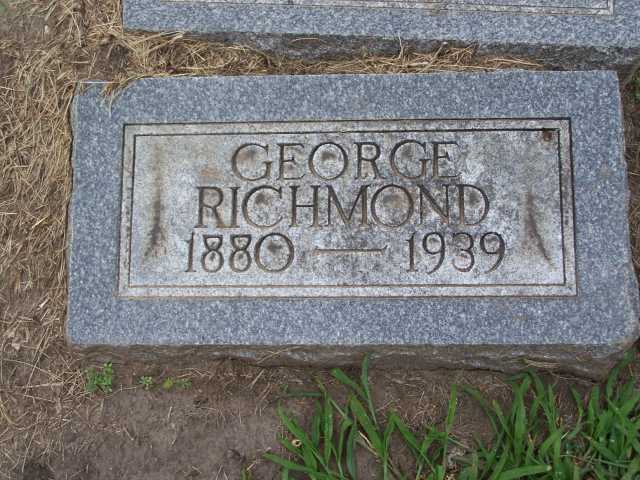 GEORGE
RICHMOND
1880 — 1939